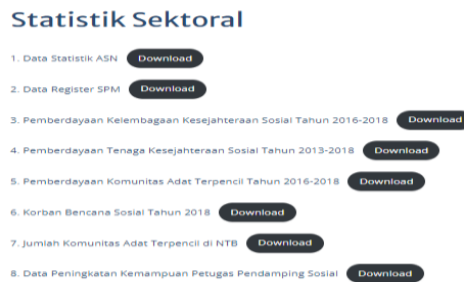 Statistik Sektoral
1. Data Statistik ASN Download
2. Data Register SPM Download
3. Pemberdayaan Kelembagaan Kesejahteraan Sosial Tahun 2016-2018 Download
4. Pemberdayaan Tenaga Kesejahteraan Sosial Tahun 2013-2018 Download
5. Pemberdayaan Komunitas Adat Terpencil Tahun 2016-2018 Download
6. Korban Bencana Sosial Tahun 2018 Download
7. Jumlah Komunitas Adat Terpencil di NTB Download
8. Data Peningkatan Kemampuan Petugas Pendamping Sosial Download